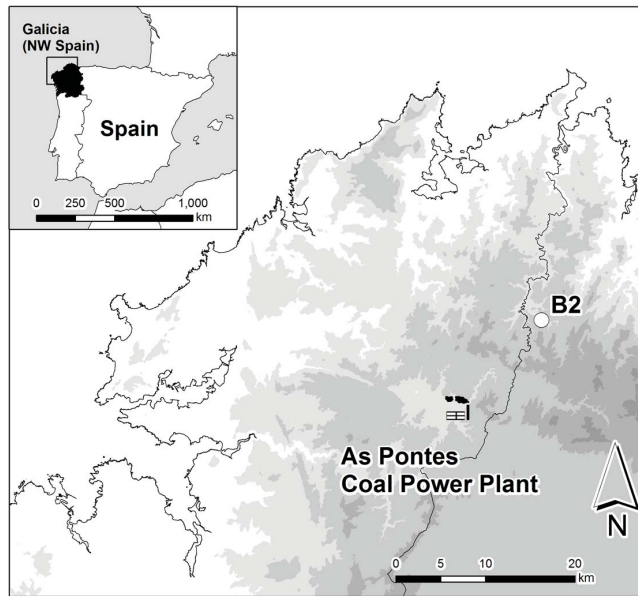 Galicia
(NW Spain)
Spain
0 250 500 1,000
km
B2
As Pontes
Coal Power Plant
N
0 5 10 20
km